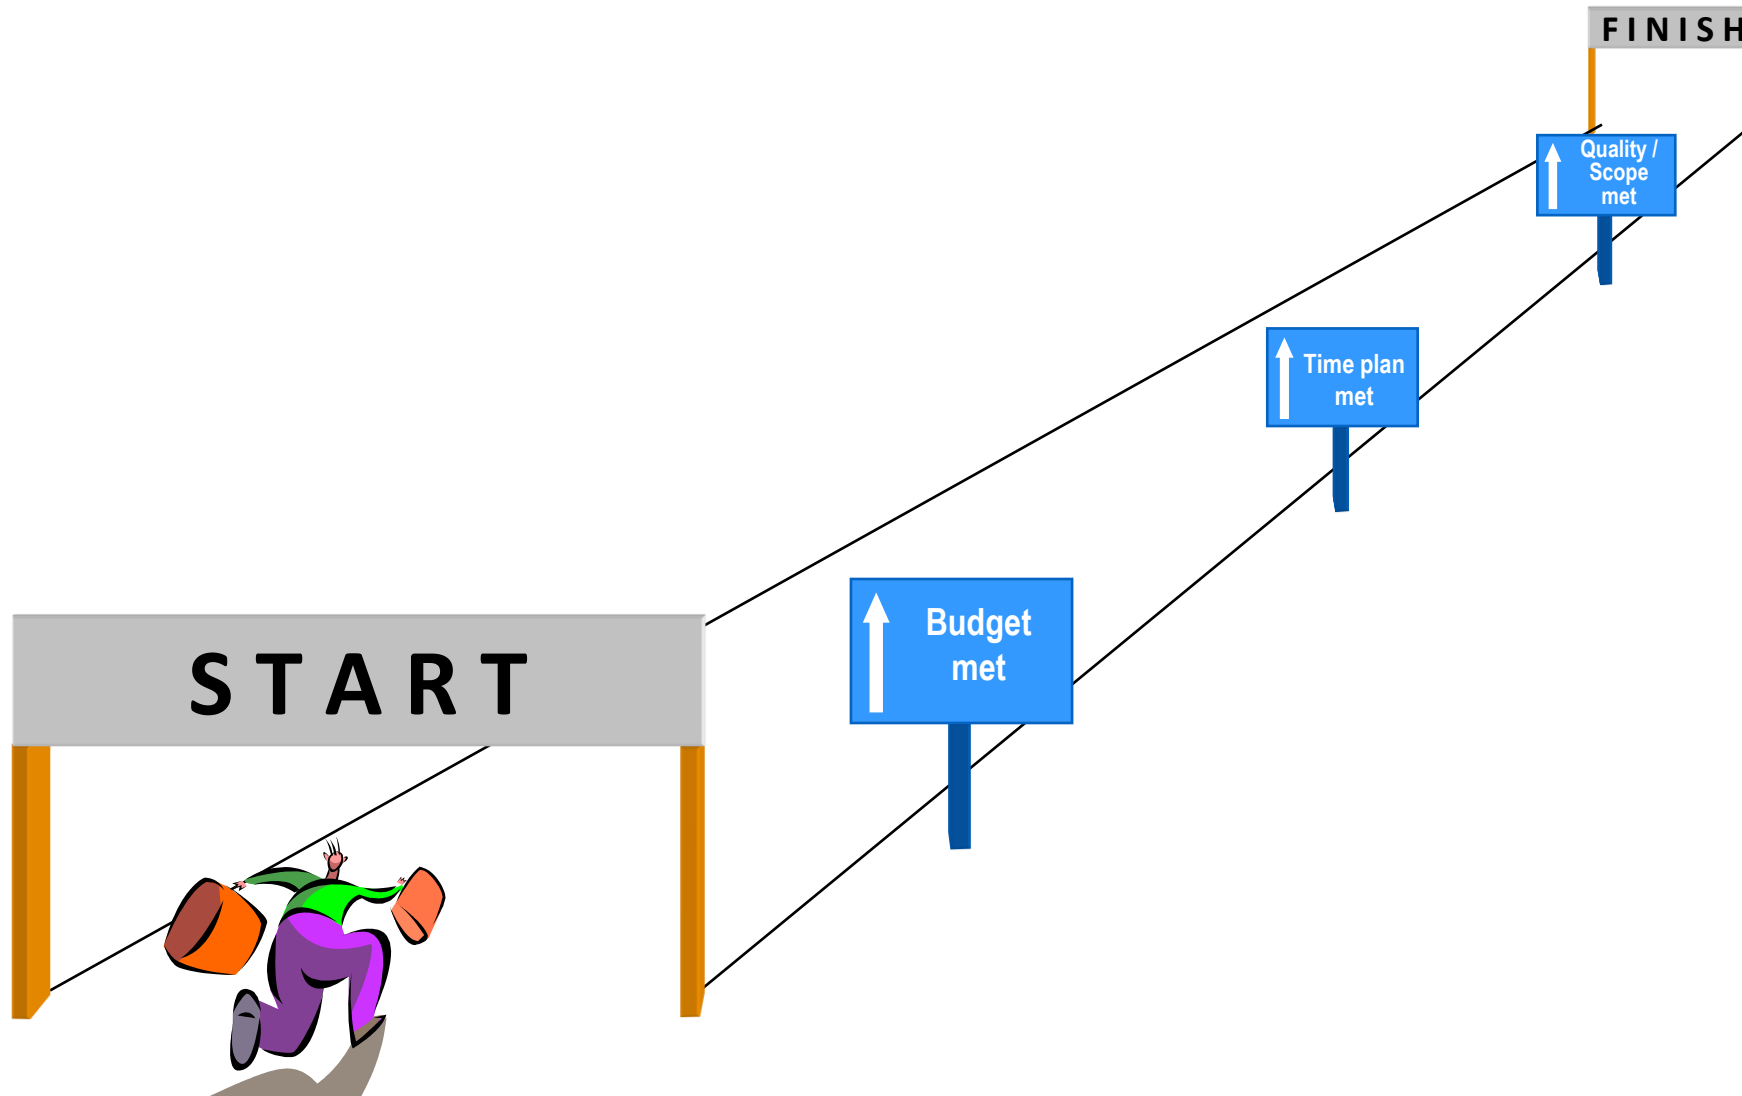 FINISH
Quality /
Scope
met
Time plan
met
Budget
met
START